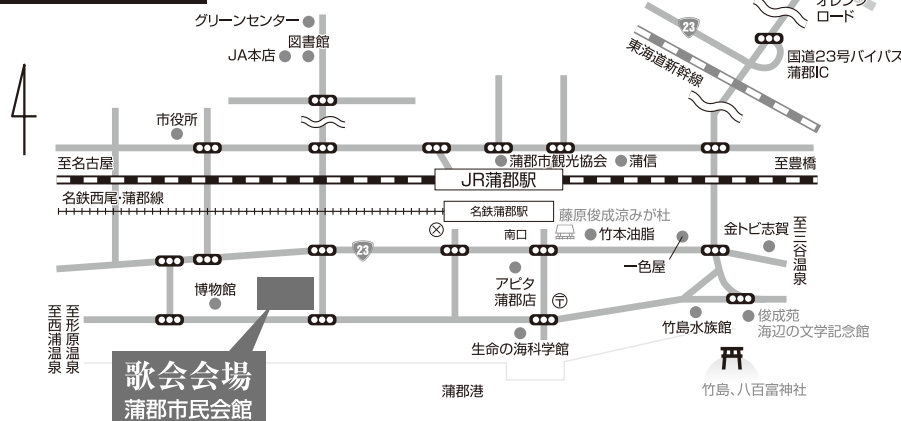 グリーンセンター
図書館
JA本店
オレンジ
ロード
23
国道23号バイパス
蒲郡IC
東海道新幹線
市役所
至名古屋
蒲郡市観光協会
蒲信
至豊橋
JR蒲郡駅
名鉄西尾・蒲郡線
名鉄蒲郡駅
藤原俊成涼みが杜
南口
竹本油脂
金トビ志賀
至三谷温泉
23
一色屋
博物館
アピタ
蒲郡店
〒
至形原温泉
至西浦温泉
竹島水族館
俊成苑
海辺の文学記念館
生命の海科学館
歌会会場
蒲郡市民会館
蒲郡港
竹島、八百富神社